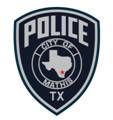 POLICE
CITY OF
MATHIS
TX